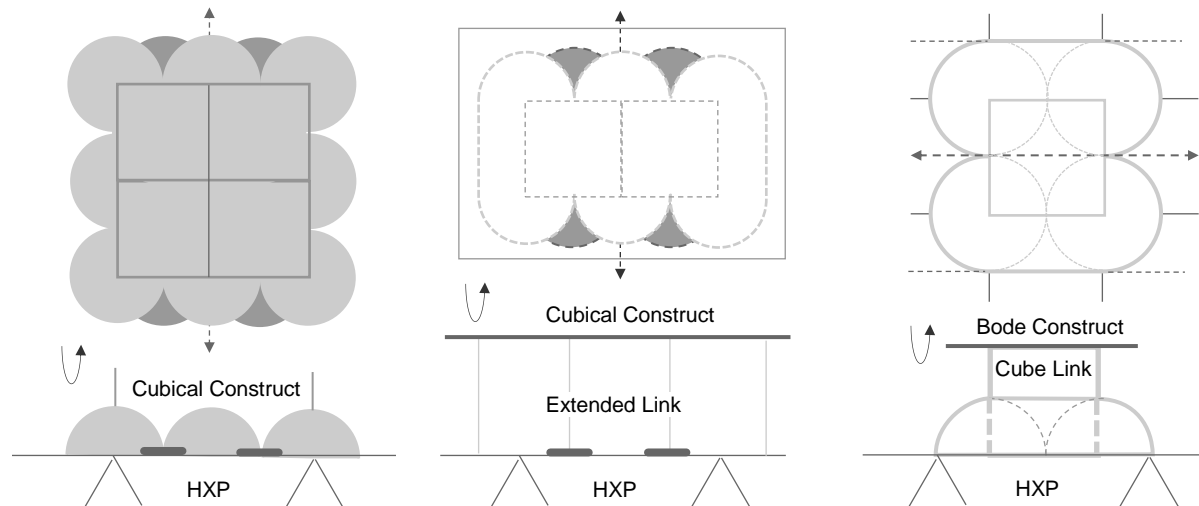 Cubical Construct
HXP
Cubical Construct
Extended Link
HXP
Bode Construct
Cube Link
HXP